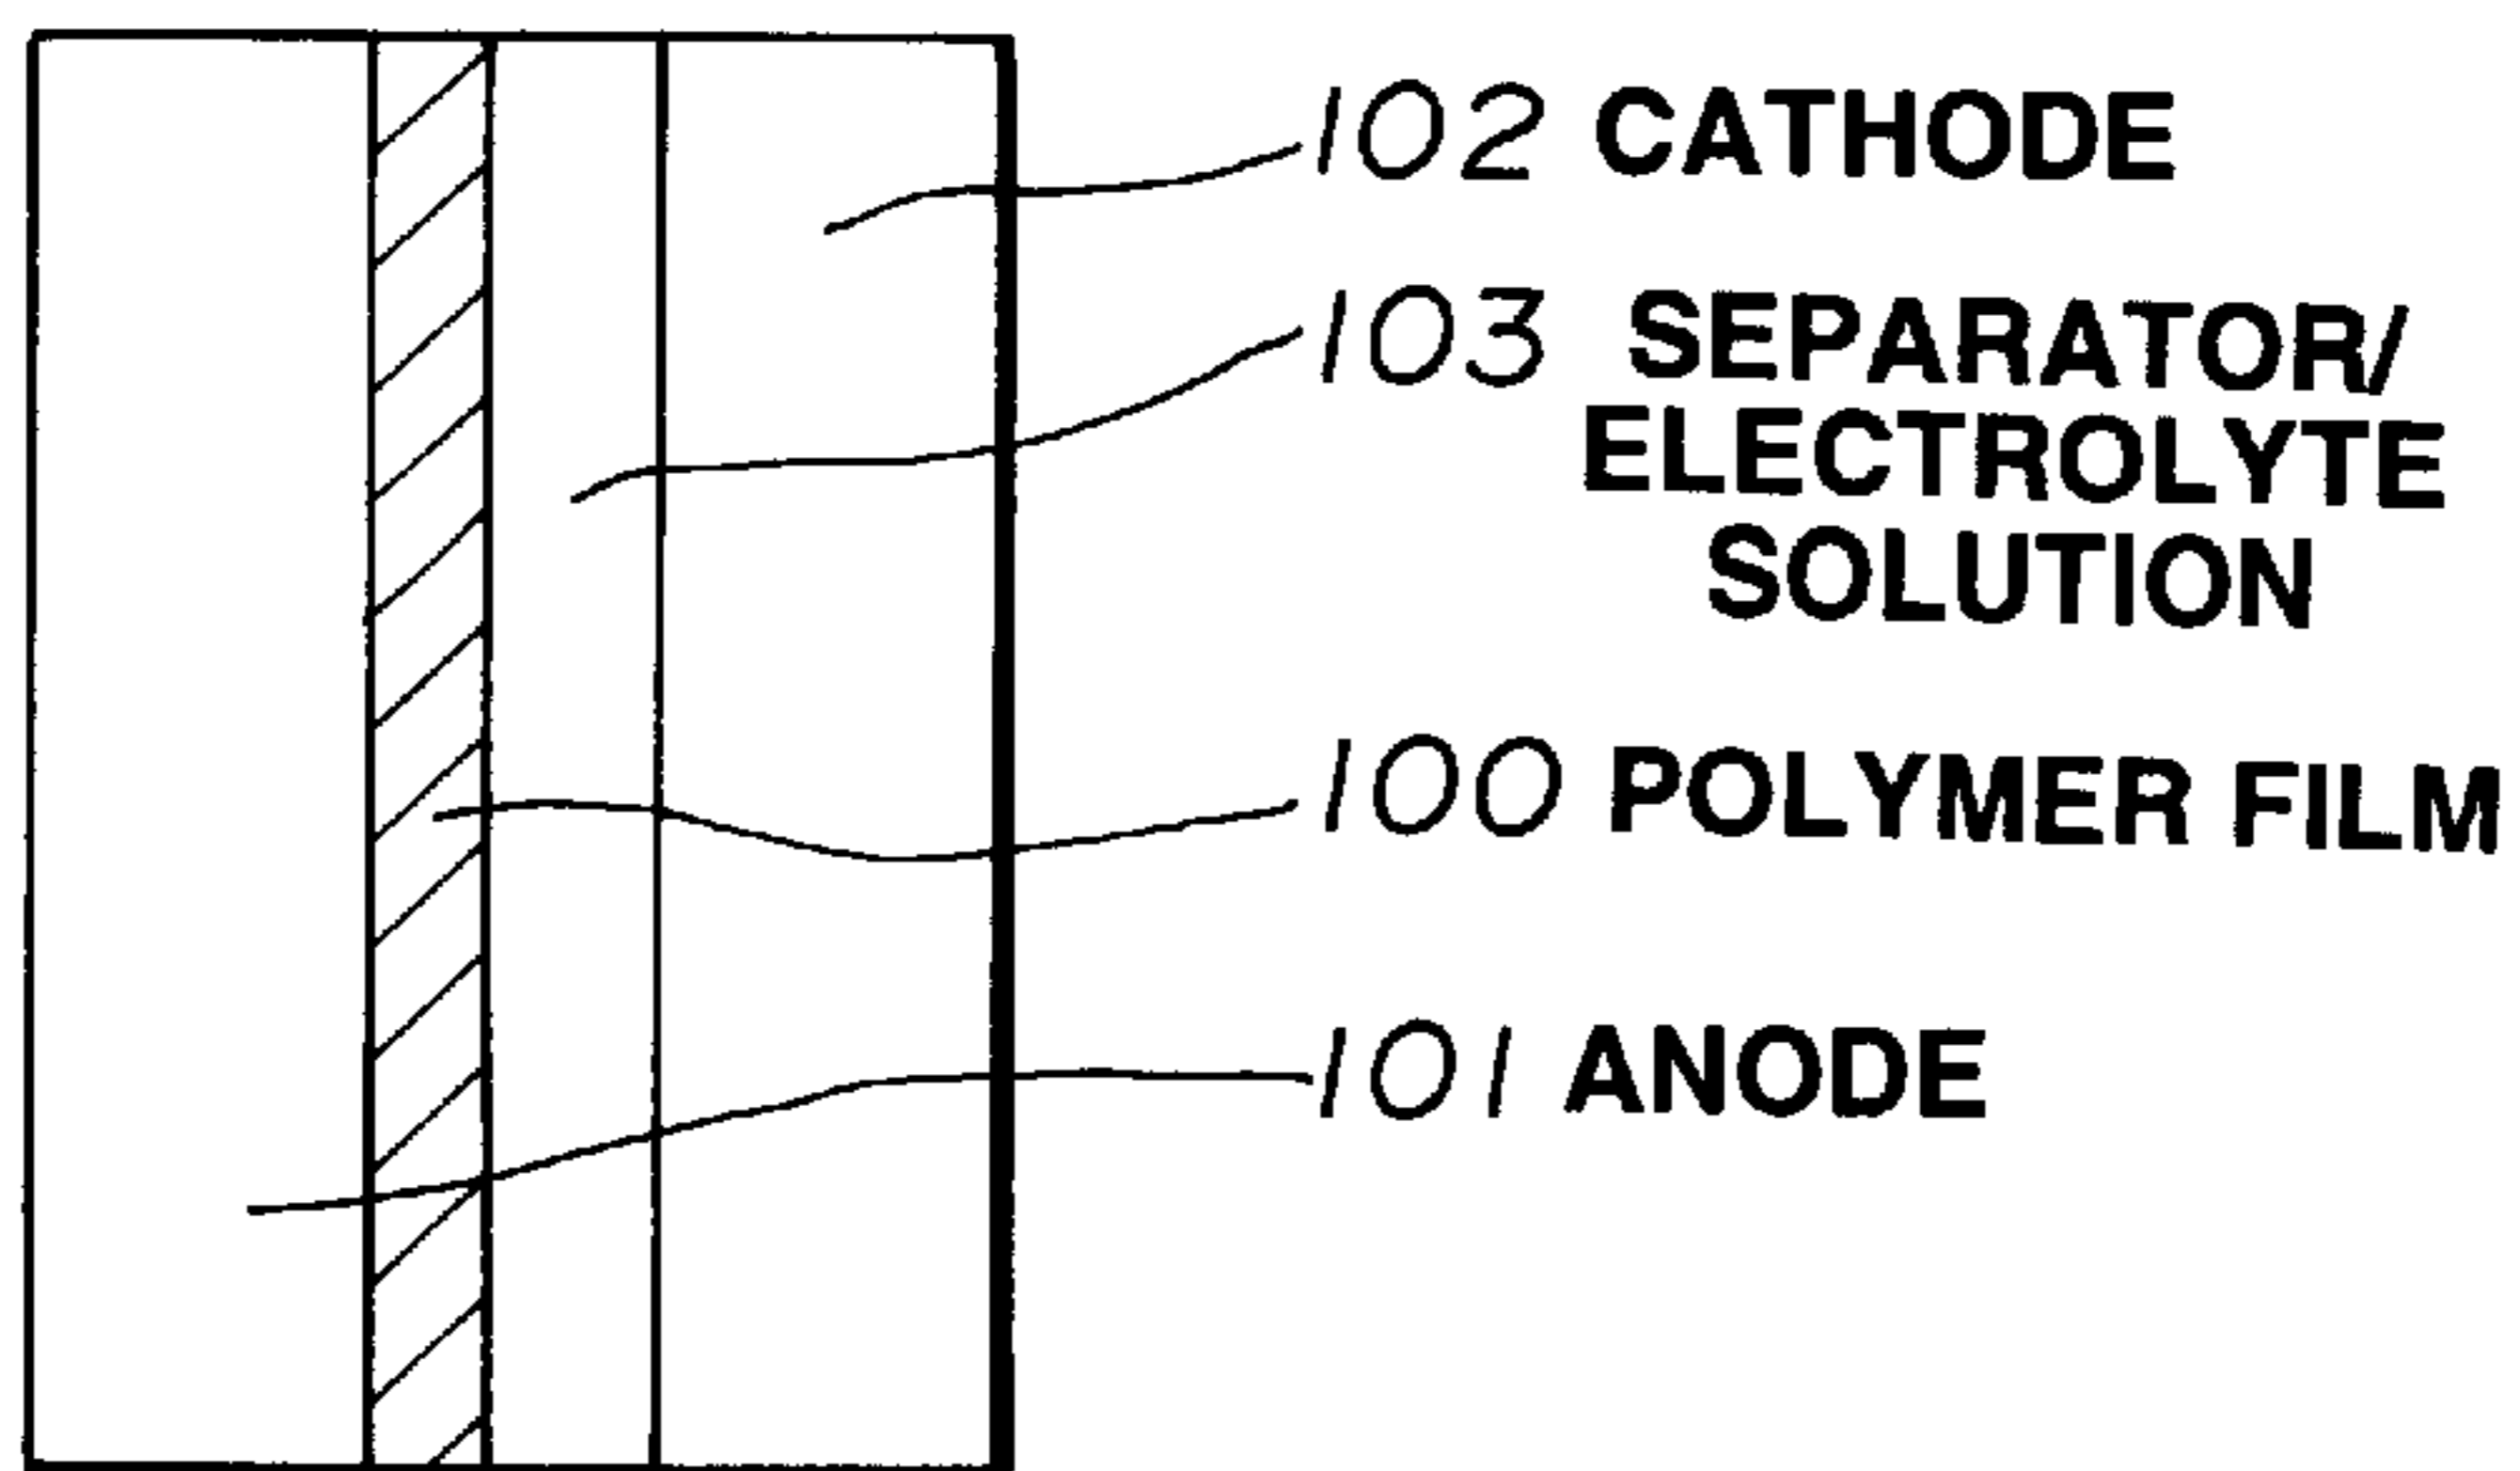 102 CATHODE
103 SEPARATOR/
ELECTROLYTE
SOLUTION
100 POLYMER FILM
101 ANODE